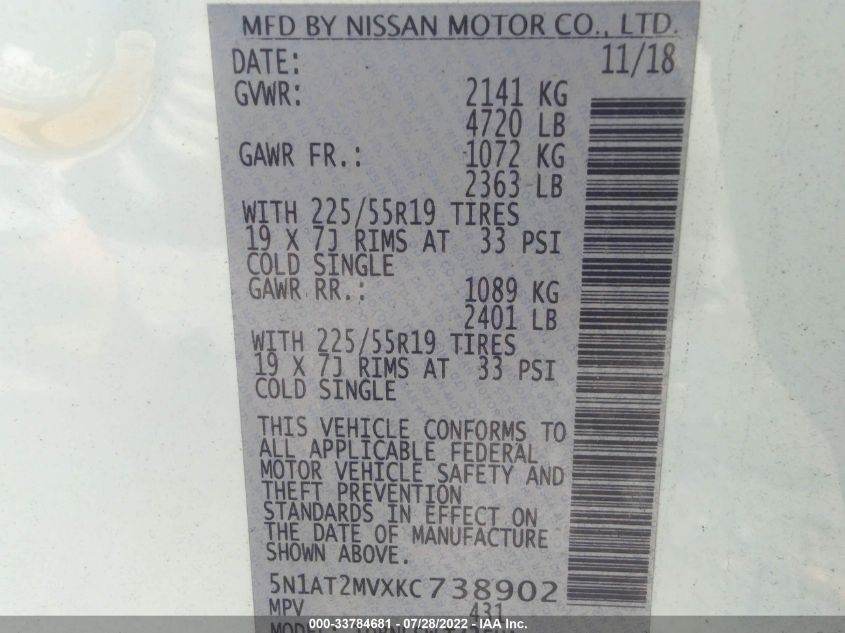 MFD BY NISSAN MOTOR CO., LTD.
DATE: 11/18
GVWR: 2141 KG
4720 LB
GAWR FR.: 1072 KG
2363 LB
WITH 225/55R19 TIRES
19 X 7J RIMS AT 33 PSI
COLD SINGLE
GAWR RR.: 1089 KG
2401 LB
WITH 225/55R19 TIRES
19 X 7J RIMS AT 33 PSI
COLD SINGLE
THIS VEHICLE CONFORMS TO
ALL APPLICABLE FEDERAL
MOTOR VEHICLE SAFETY AND
THEFT PREVENTION
STANDARDS IN EFFECT ON
THE DATE OF MANUFACTURE
SHOWN ABOVE.
5N1AT2MVXKC738902
MPV 431
MODEL:
000-33784681 - 07/28/2022 - IAA Inc.